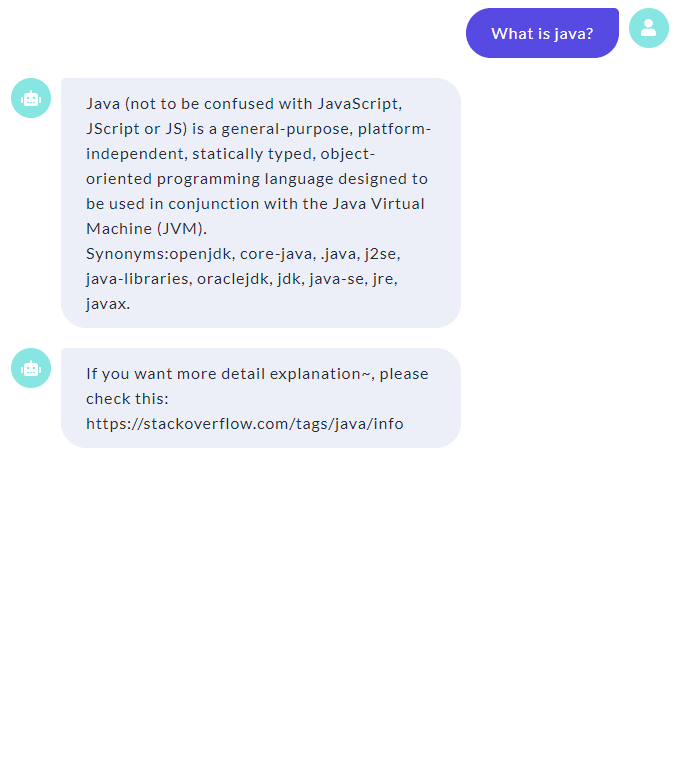 What is java?
Java (not to be confused with JavaScript,
JScript or JS) is a general-purpose, platform-
independent, statically typed, object-
oriented programming language designed to
be used in conjunction with the Java Virtual
Machine (JVM).
Synonyms:openjdk, core-java, .java, j2se,
java-libraries, oraclejdk, jdk, java-se, jre,
javax.
If you want more detail explanation~, please
check this:
https://stackoverflow.com/tags/java/info